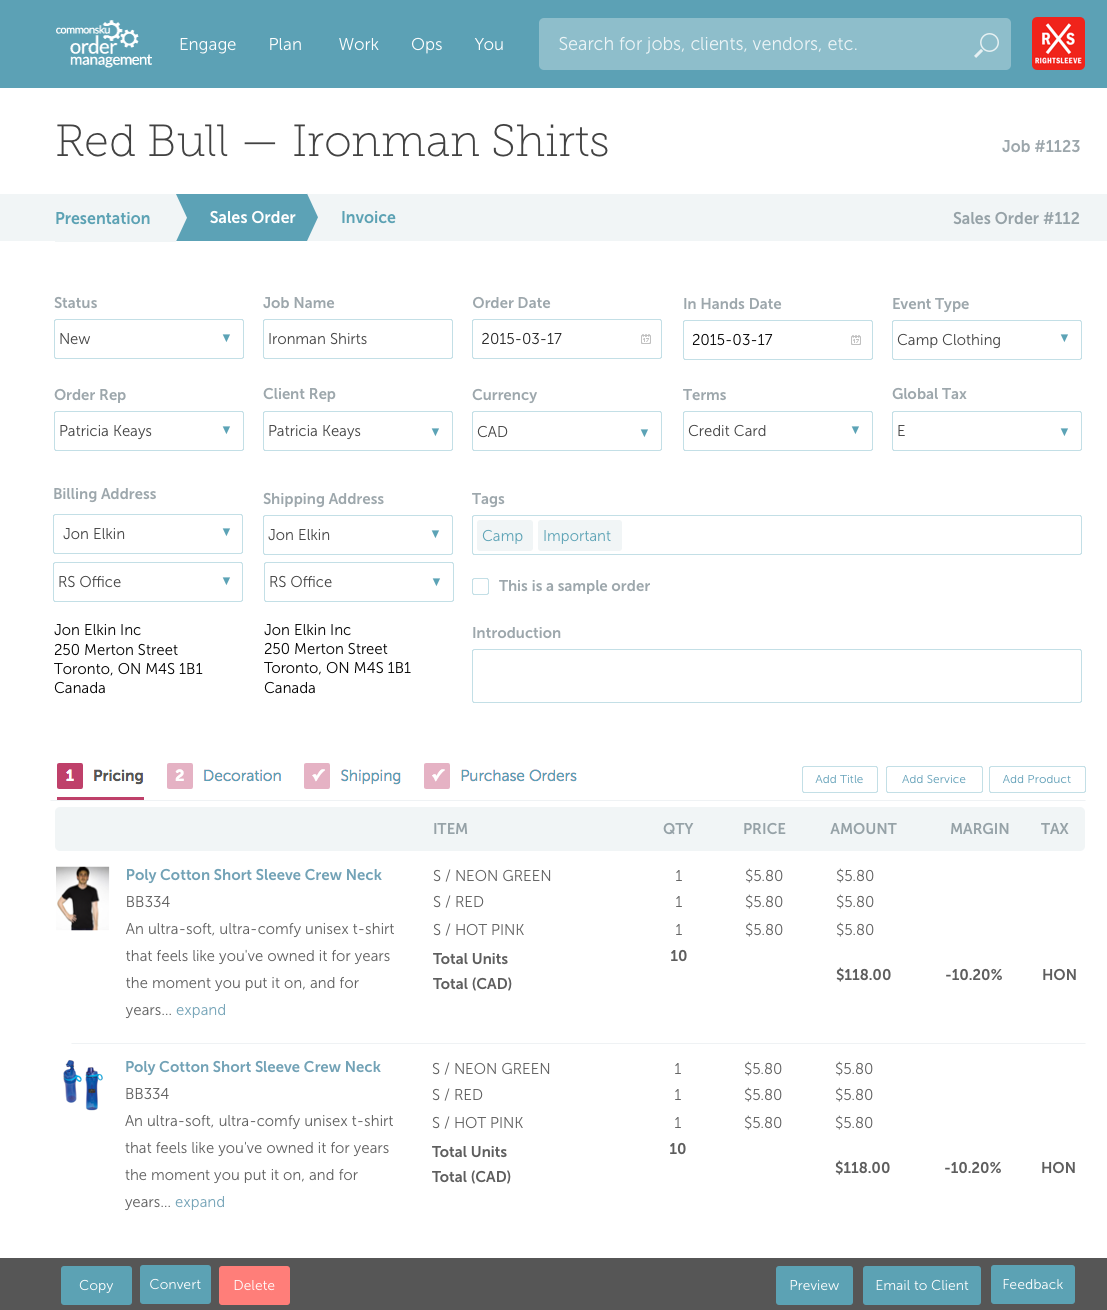 commonsku
order
management
Engage Plan Work Ops You
Search for jobs, clients, vendors, etc.
RXS
RIGHTSLEEVE
Red Bull — Ironman Shirts
Job #1123
Presentation Sales Order Invoice
Sales Order #112
Status Job Name Order Date In Hands Date Event Type
New Ironman Shirts 2015-03-17 2015-03-17 Camp Clothing
Order Rep Client Rep Currency Terms Global Tax
Patricia Keays Patricia Keays CAD Credit Card E
Billing Address Shipping Address Tags
Jon Elkin Jon Elkin Camp Important
RS Office RS Office This is a sample order
Jon Elkin Inc
250 Merton Street
Toronto, ON M4S 1B1
Canada
Jon Elkin Inc
250 Merton Street
Toronto, ON M4S 1B1
Canada
Introduction
1 Pricing 2 Decoration ✓ Shipping ✓ Purchase Orders
Add Title Add Service Add Product
ITEM QTY PRICE AMOUNT MARGIN TAX
Poly Cotton Short Sleeve Crew Neck
BB334
An ultra-soft, ultra-comfy unisex t-shirt
that feels like you've owned it for years
the moment you put it on, and for
years... expand
S / NEON GREEN 1 $5.80 $5.80
S / RED 1 $5.80 $5.80
S / HOT PINK 1 $5.80 $5.80
Total Units 10
Total (CAD) $118.00 -10.20% HON
Poly Cotton Short Sleeve Crew Neck
BB334
An ultra-soft, ultra-comfy unisex t-shirt
that feels like you've owned it for years
the moment you put it on, and for
years... expand
S / NEON GREEN 1 $5.80 $5.80
S / RED 1 $5.80 $5.80
S / HOT PINK 1 $5.80 $5.80
Total Units 10
Total (CAD) $118.00 -10.20% HON
Copy Convert Delete Preview Email to Client Feedback